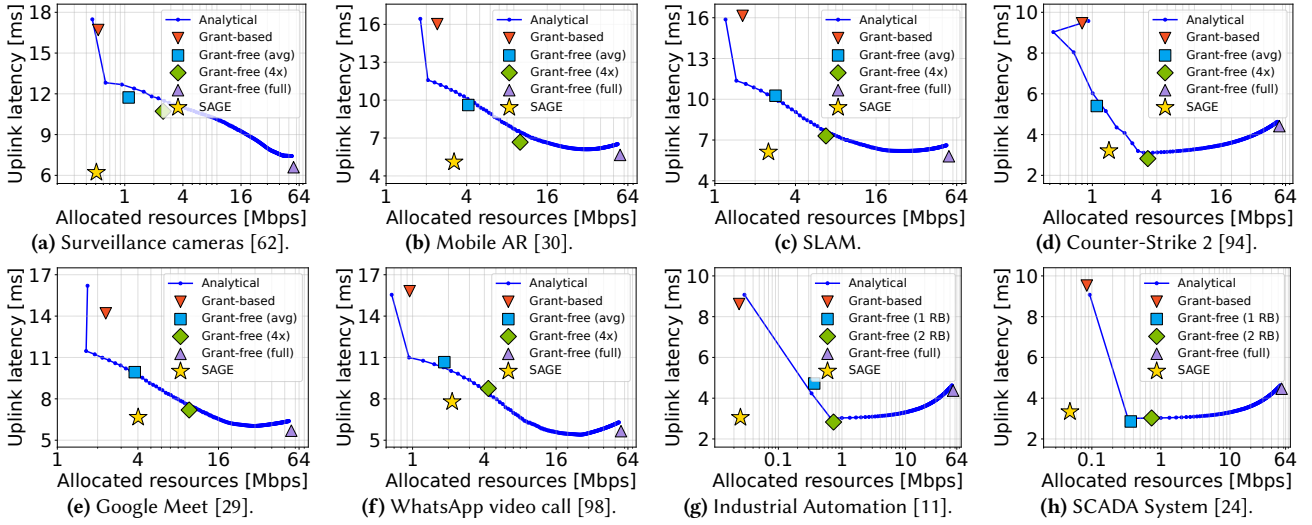 Uplink latency [ms]
18
15
12
9
6
1
4
16
64
Analytical
Grant-based
Grant-free (avg)
Grant-free (4x)
Grant-free (full)
SAGE
Allocated resources [Mbps]
(a) Surveillance cameras [62].
Uplink latency [ms]
16
13
10
7
4
1
4
16
64
Analytical
Grant-based
Grant-free (avg)
Grant-free (4x)
Grant-free (full)
SAGE
Allocated resources [Mbps]
(b) Mobile AR [30].
Uplink latency [ms]
16
13
10
7
4
1
4
16
64
Analytical
Grant-based
Grant-free (avg)
Grant-free (4x)
Grant-free (full)
SAGE
Allocated resources [Mbps]
(c) SLAM.
Uplink latency [ms]
10
8
6
4
2
1
4
16
64
Analytical
Grant-based
Grant-free (avg)
Grant-free (4x)
Grant-free (full)
SAGE
Allocated resources [Mbps]
(d) Counter-Strike 2 [94].
Uplink latency [ms]
17
14
11
8
5
1
4
16
64
Analytical
Grant-based
Grant-free (avg)
Grant-free (4x)
Grant-free (full)
SAGE
Allocated resources [Mbps]
(e) Google Meet [29].
Uplink latency [ms]
17
14
11
8
5
1
4
16
64
Analytical
Grant-based
Grant-free (avg)
Grant-free (4x)
Grant-free (full)
SAGE
Allocated resources [Mbps]
(f) WhatsApp video call [98].
Uplink latency [ms]
10
8
6
4
2
0.1
1
10
64
Analytical
Grant-based
Grant-free (1 RB)
Grant-free (2 RB)
Grant-free (full)
SAGE
Allocated resources [Mbps]
(g) Industrial Automation [11].
Uplink latency [ms]
10
8
6
4
2
0.1
1
10
64
Analytical
Grant-based
Grant-free (1 RB)
Grant-free (2 RB)
Grant-free (full)
SAGE
Allocated resources [Mbps]
(h) SCADA System [24].